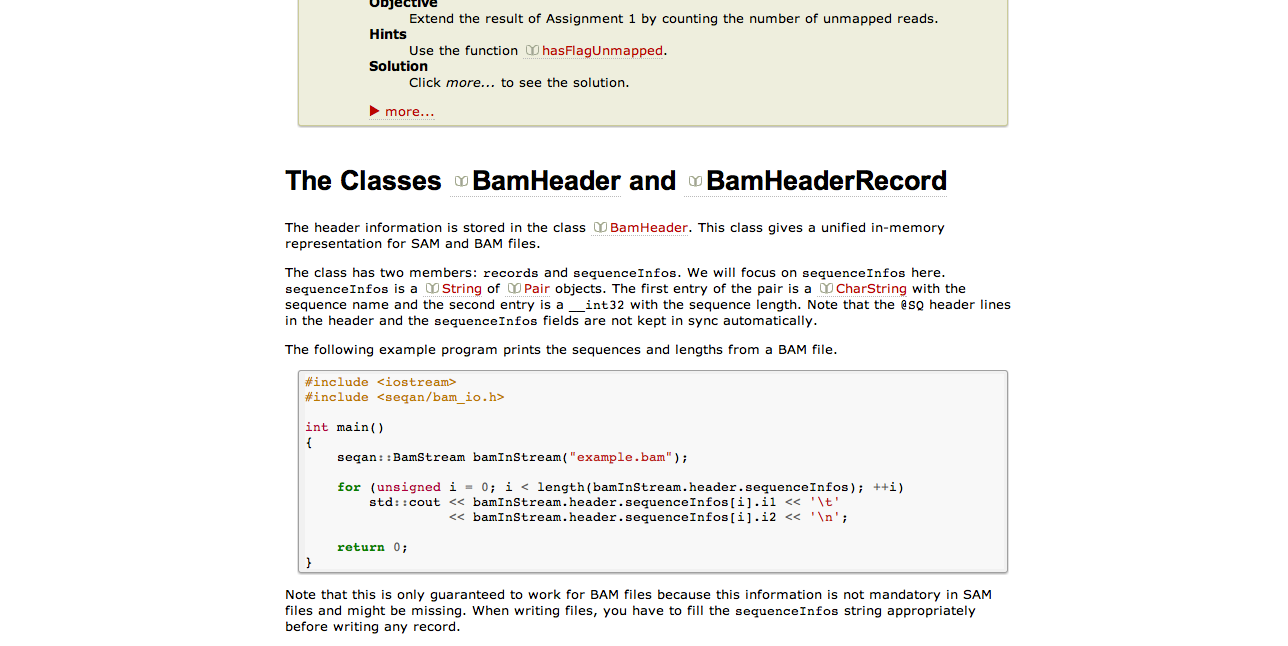 Objective
Extend the result of Assignment 1 by counting the number of unmapped reads.
Hints
Use the function hasFlagUnmapped.
Solution
Click more... to see the solution.
▶ more...
The Classes BamHeader and BamHeaderRecord
The header information is stored in the class BamHeader. This class gives a unified in-memory
representation for SAM and BAM files.
The class has two members: records and sequenceInfos. We will focus on sequenceInfos here.
sequenceInfos is a String of Pair objects. The first entry of the pair is a CharString with the
sequence name and the second entry is a __int32 with the sequence length. Note that the @SQ header lines
in the header and the sequenceInfos fields are not kept in sync automatically.
The following example program prints the sequences and lengths from a BAM file.
#include <iostream>
#include <seqan/bam_io.h>
int main()
{
    seqan::BamStream bamInStream("example.bam");
    for (unsigned i = 0; i < length(bamInStream.header.sequenceInfos); ++i)
        std::cout << bamInStream.header.sequenceInfos[i].i1 << '\t'
                  << bamInStream.header.sequenceInfos[i].i2 << '\n';
    return 0;
}
Note that this is only guaranteed to work for BAM files because this information is not mandatory in SAM
files and might be missing. When writing files, you have to fill the sequenceInfos string appropriately
before writing any record.